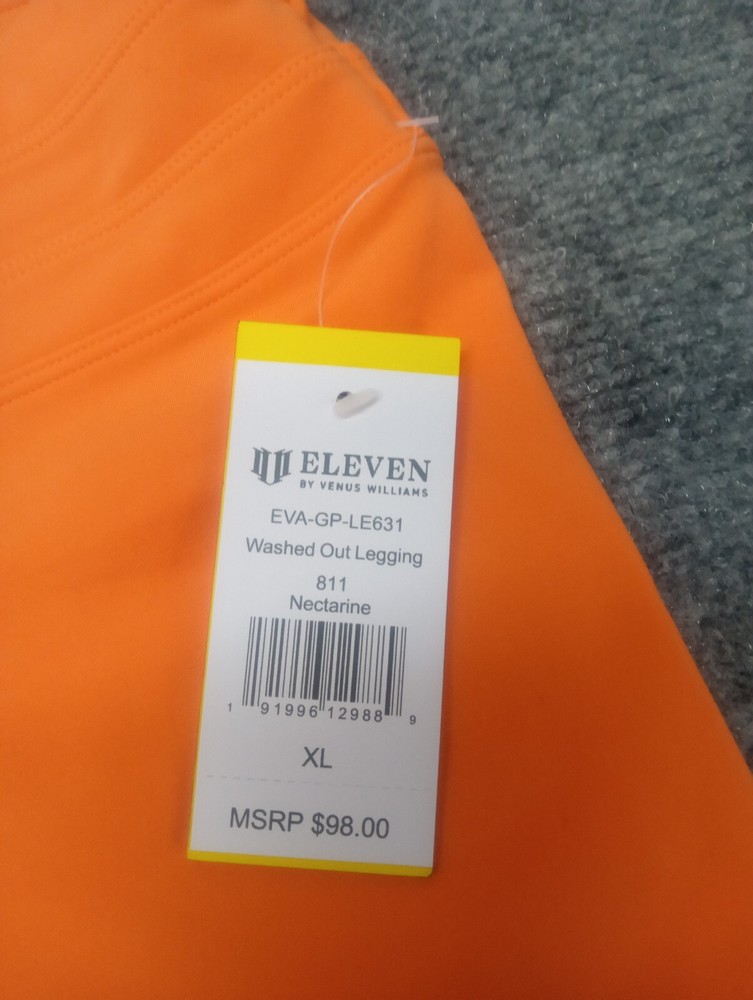 ELEVEN
BY VENUS WILLIAMS
EVA-GP-LE631
Washed Out Legging
811
Nectarine
1 91996 12988 9
XL
MSRP $98.00